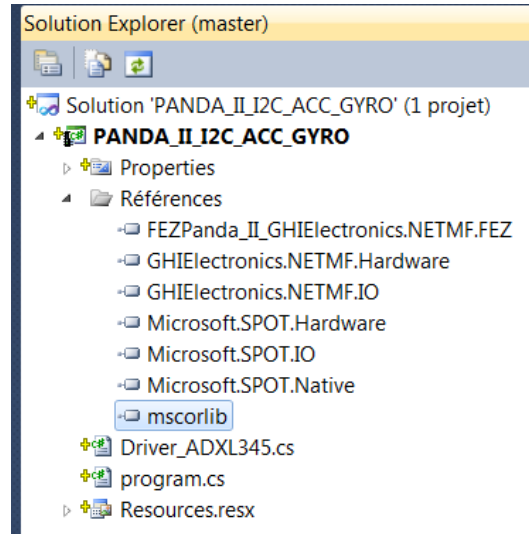 Solution Explorer (master)
Solution 'PANDA_II_I2C_ACC_GYRO' (1 projet)
PANDA_II_I2C_ACC_GYRO
Properties
Références
FEZPanda_II_GHIElectronics.NETMF.FEZ
GHIElectronics.NETMF.Hardware
GHIElectronics.NETMF.IO
Microsoft.SPOT.Hardware
Microsoft.SPOT.IO
Microsoft.SPOT.Native
mscorlib
Driver_ADXL345.cs
program.cs
Resources.resx